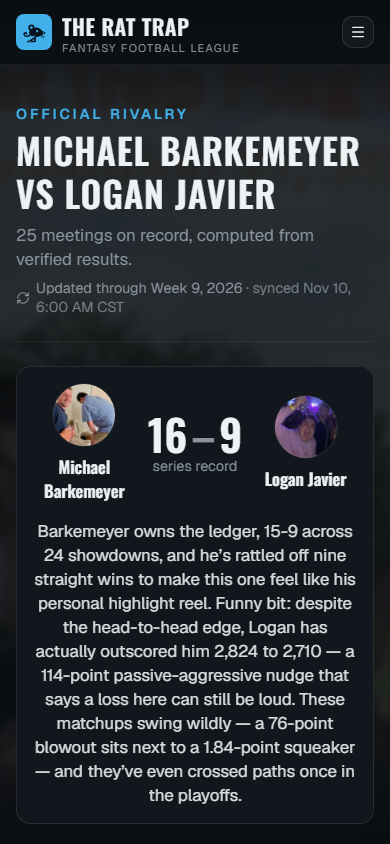 THE RAT TRAP
FANTASY FOOTBALL LEAGUE
OFFICIAL RIVALRY
MICHAEL BARKEMEYER
VS LOGAN JAVIER
25 meetings on record, computed from
verified results.
Updated through Week 9, 2026 · synced Nov 10,
6:00 AM CST
16–9
series record
Michael
Barkemeyer
Logan Javier
Barkemeyer owns the ledger, 15-9 across
24 showdowns, and he's rattled off nine
straight wins to make this one feel like his
personal highlight reel. Funny bit: despite
the head-to-head edge, Logan has
actually outscored him 2,824 to 2,710 — a
114-point passive-aggressive nudge that
says a loss here can still be loud. These
matchups swing wildly — a 76-point
blowout sits next to a 1.84-point squeaker
— and they've even crossed paths once in
the playoffs.